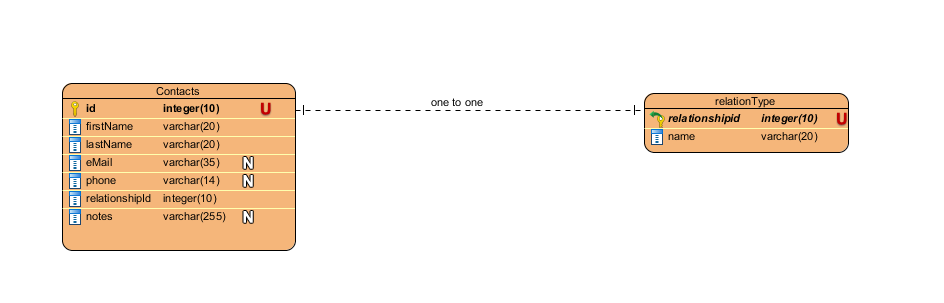 Contacts
id integer(10) U
firstName varchar(20)
lastName varchar(20)
eMail varchar(35) N
phone varchar(14) N
relationshipId integer(10)
notes varchar(255) N
one to one
relationType
relationshipid integer(10) U
name varchar(20)